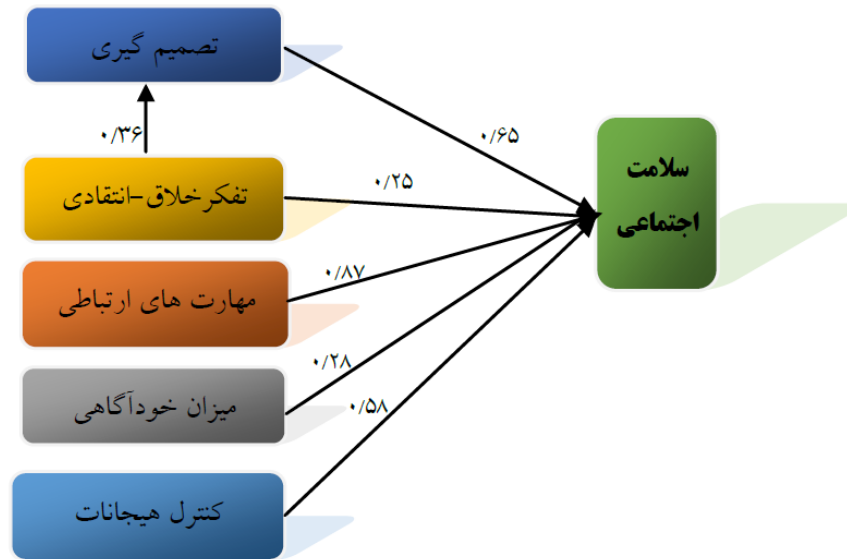 تصمیم گیری
۰/۳۶
۰/۶۵
تفکرخلاق-انتقادی
۰/۲۵
سلامت
اجتماعی
مهارت های ارتباطی
۰/۸۷
میزان خودآگاهی
۰/۲۸
۰/۵۸
کنترل هیجانات